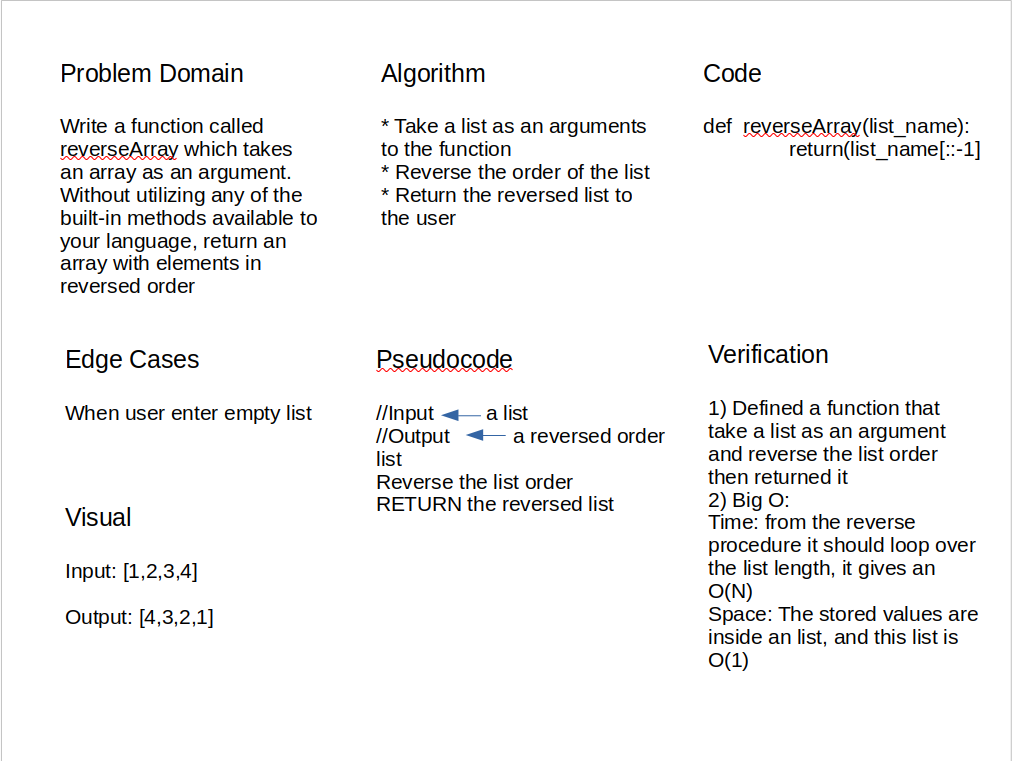 Problem Domain
Write a function called
reverseArray which takes
an array as an argument.
Without utilizing any of the
built-in methods available to
your language, return an
array with elements in
reversed order
Algorithm
* Take a list as an arguments
to the function
* Reverse the order of the list
* Return the reversed list to
the user
Code
def reverseArray(list_name):
return(list_name[::-1]
Edge Cases
When user enter empty list
Visual
Input: [1,2,3,4]
Output: [4,3,2,1]
Pseudocode
//Input a list
//Output a reversed order
list
Reverse the list order
RETURN the reversed list
Verification
1) Defined a function that
take a list as an argument
and reverse the list order
then returned it
2) Big O:
Time: from the reverse
procedure it should loop over
the list length, it gives an
O(N)
Space: The stored values are
inside an list, and this list is
O(1)